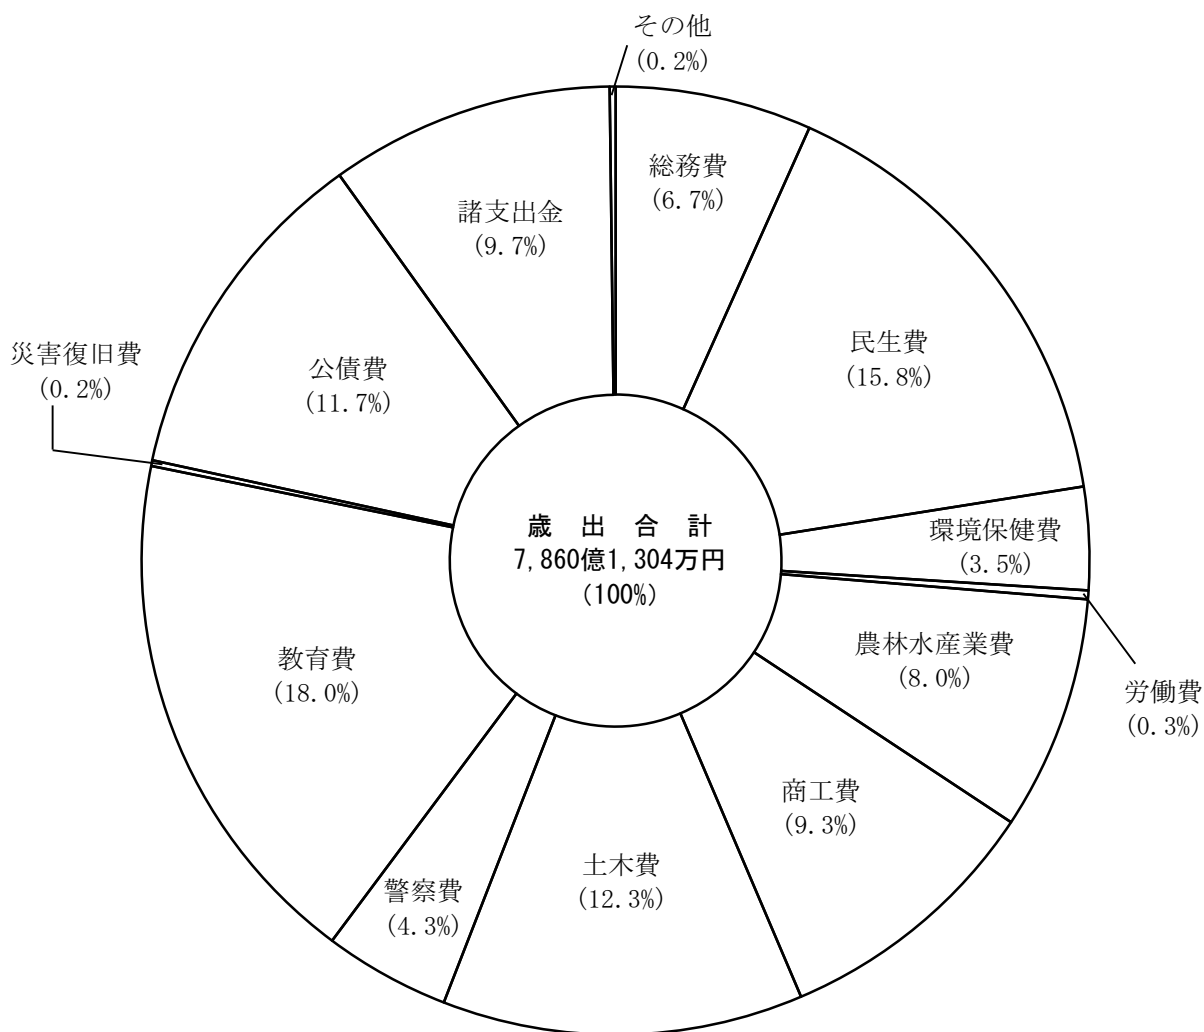 その他
(0.2%)
総務費
(6.7%)
民生費
(15.8%)
環境保健費
(3.5%)
労働費
(0.3%)
農林水産業費
(8.0%)
商工費
(9.3%)
土木費
(12.3%)
警察費
(4.3%)
教育費
(18.0%)
災害復旧費
(0.2%)
公債費
(11.7%)
諸支出金
(9.7%)
歳出合計
7,860億1,304万円
(100%)